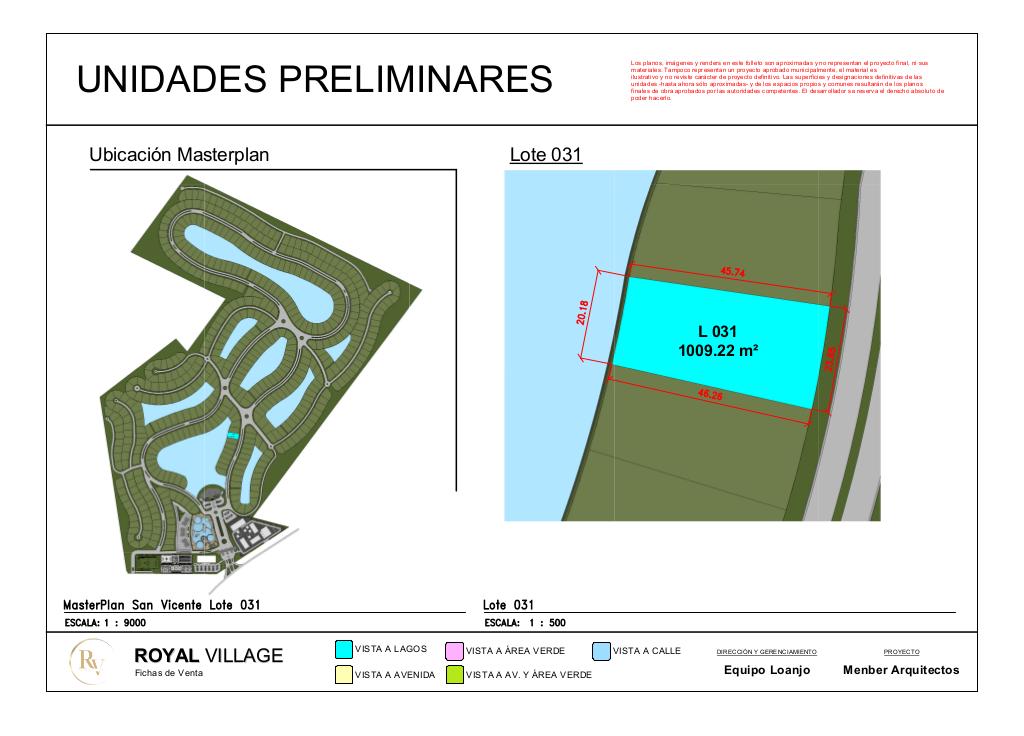 UNIDADES PRELIMINARES
Los planos, imágenes y renders en este folleto son aproximadas y no representan el proyecto final, ni sus
materiales. Tampoco representan un proyecto aprobado municipalmente, el material es
ilustrativo y no reviste carácter de proyecto definitivo. Las superficies y designaciones definitivas de las
unidades -hasta ahora sólo aproximadas- y de los espacios propios y comunes resultarán de los planos
finales de obra aprobados por las autoridades competentes. El desarrollador se reserva el derecho absoluto de
poder hacerlo.
Ubicación Masterplan
Lote 031
45.74
20.18
L 031
1009.22 m²
46.26
MasterPlan San Vicente Lote 031
ESCALA: 1 : 9000
Lote 031
ESCALA: 1 : 500
RV
ROYAL VILLAGE
Fichas de Venta
VISTA A LAGOS
VISTA A ÁREA VERDE
VISTA A CALLE
VISTA A AVENIDA
VISTA A AV. Y ÁREA VERDE
DIRECCIÓN Y GERENCIAMIENTO
Equipo Loanjo
PROYECTO
Menber Arquitectos